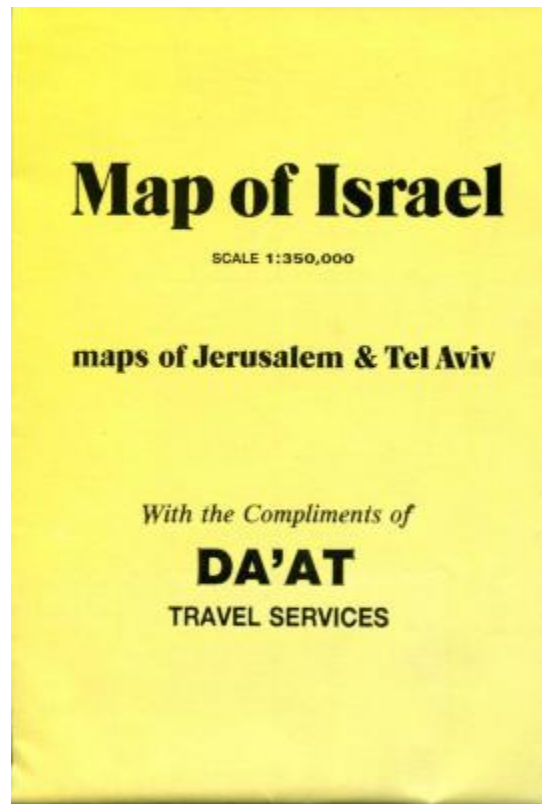 Map of Israel
SCALE 1:350,000
maps of Jerusalem & Tel Aviv
With the Compliments of
DA'AT
TRAVEL SERVICES